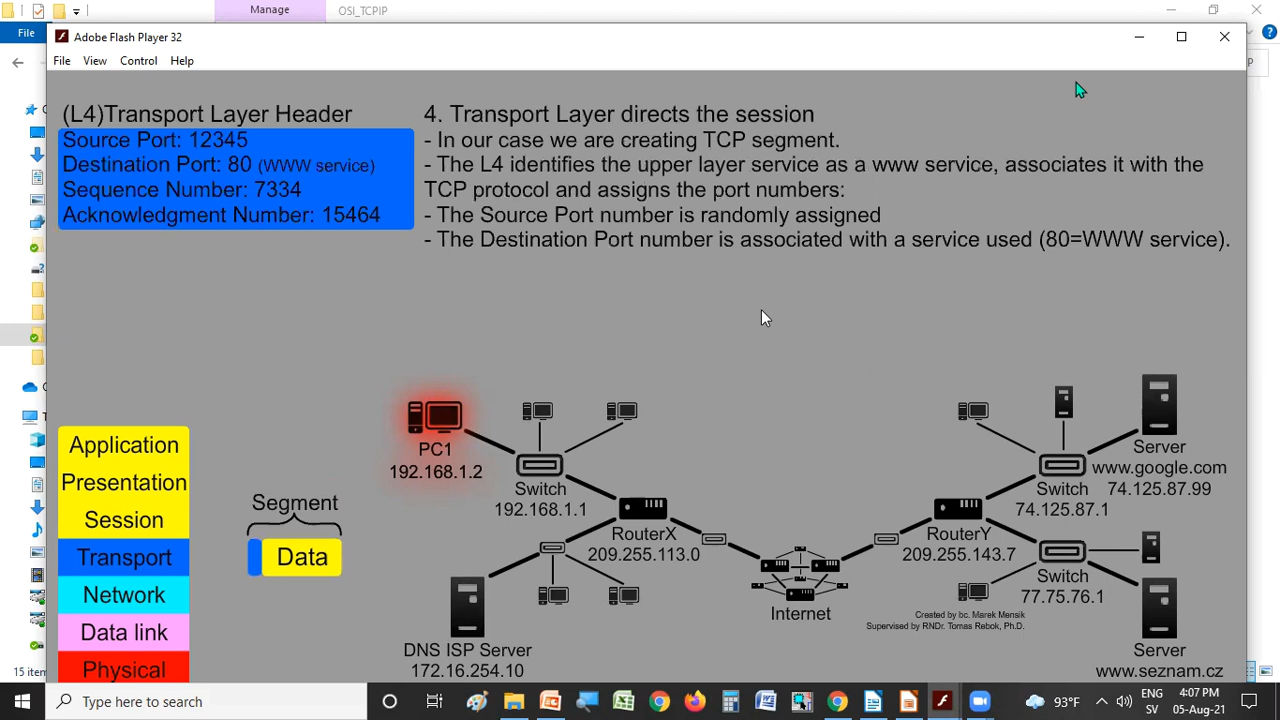 Manage
OSI_TCPIP
File
Adobe Flash Player 32
File View Control Help
(L4)Transport Layer Header
Source Port: 12345
Destination Port: 80 (WWW service)
Sequence Number: 7334
Acknowledgment Number: 15464
4. Transport Layer directs the session
- In our case we are creating TCP segment.
- The L4 identifies the upper layer service as a www service, associates it with the
TCP protocol and assigns the port numbers:
- The Source Port number is randomly assigned
- The Destination Port number is associated with a service used (80=WWW service).
Application
Presentation
Session
Transport
Network
Data link
Physical
Segment
Data
PC1
192.168.1.2
Switch
192.168.1.1
RouterX
209.255.113.0
DNS ISP Server
172.16.254.10
Internet
RouterY
209.255.143.7
Switch
74.125.87.1
Server
www.google.com
74.125.87.99
Switch
77.75.76.1
Server
www.seznam.cz
Created by bc. Marek Mensik
Supervised by RNDr. Tomas Rebok, Ph.D.
15 item
Type here to search
93°F
ENG
SV
4:07 PM
05-Aug-21